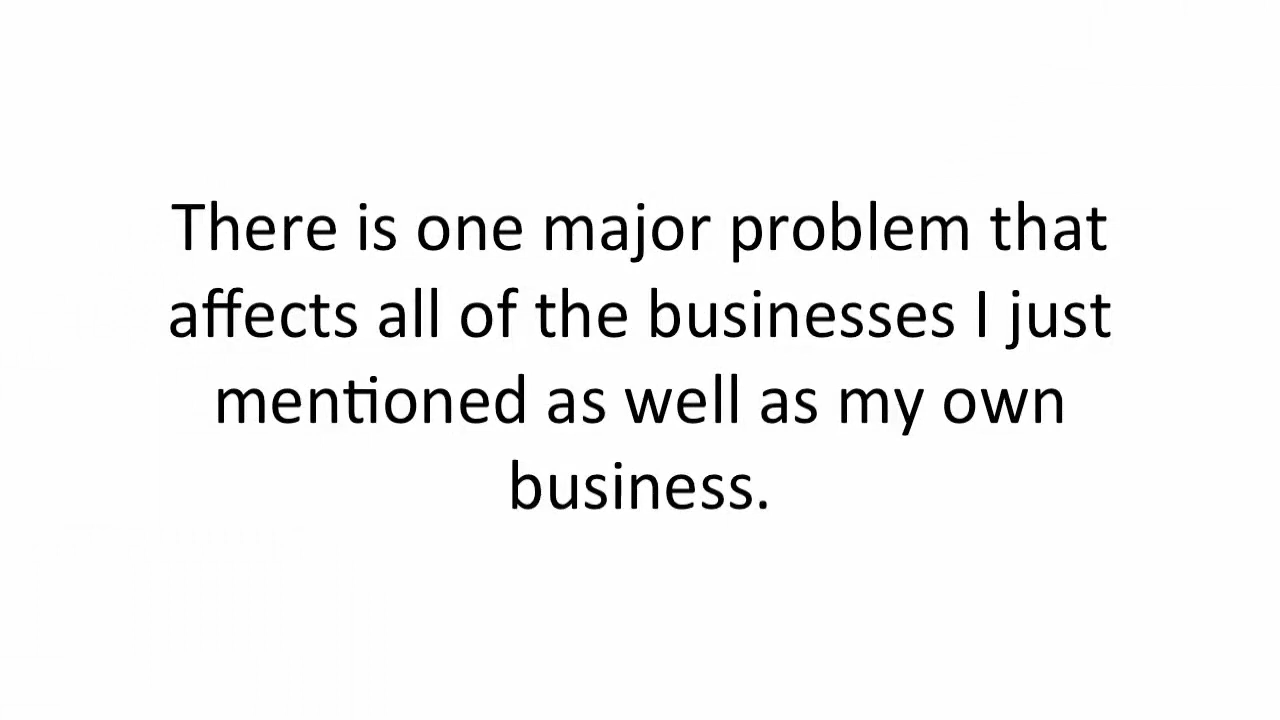 There is one major problem that
affects all of the businesses I just
mentioned as well as my own
business.